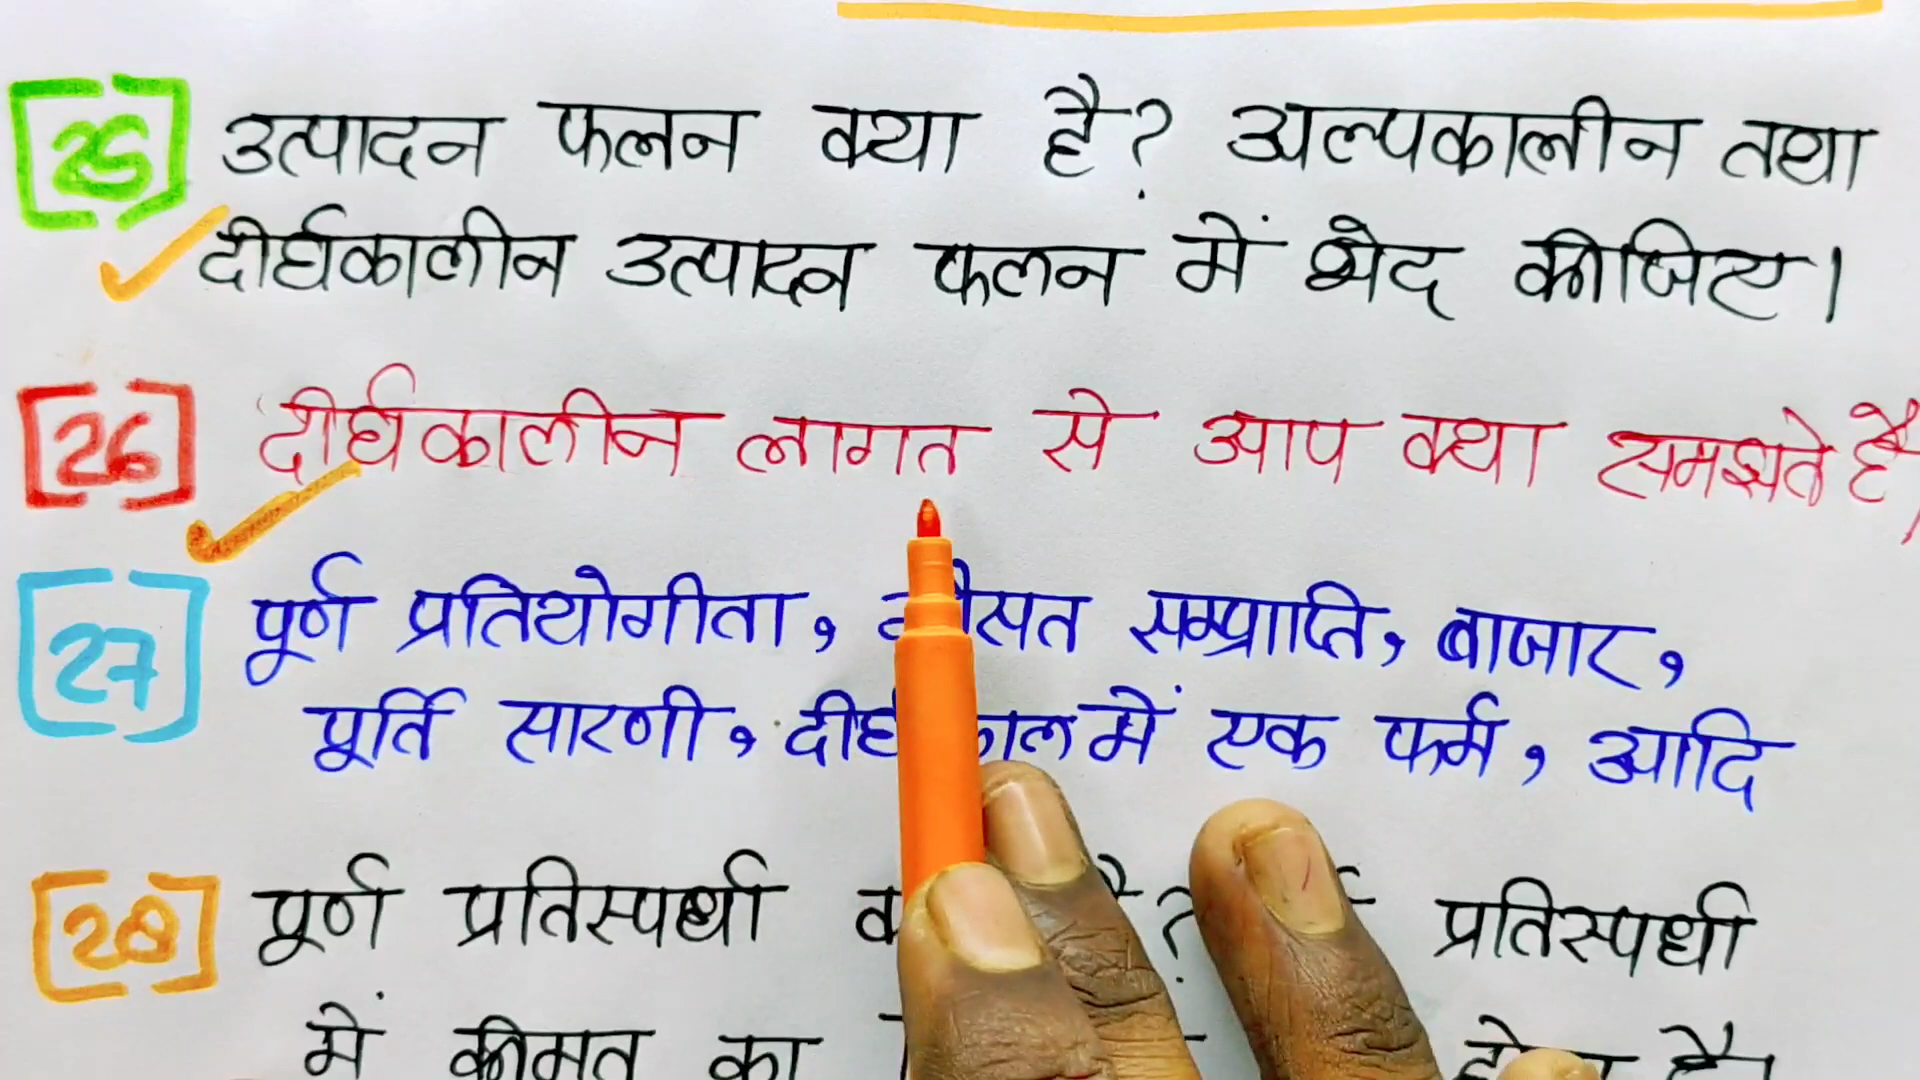 [25] उत्पादन फलन क्या है? अल्पकालीन तथा
दीर्घकालीन उत्पादन फलन में भेद कीजिए।
[26] दीर्घकालीन लागत से आप क्या समझते है।
[27] पूर्ण प्रतियोगीता, सम्प्राप्ति, बाजार,
पूर्ति सारणी, में एक फर्म, आदि
[28] पूर्ण प्रतिस्पर्धा प्रतिस्पर्धा
में कीमत का